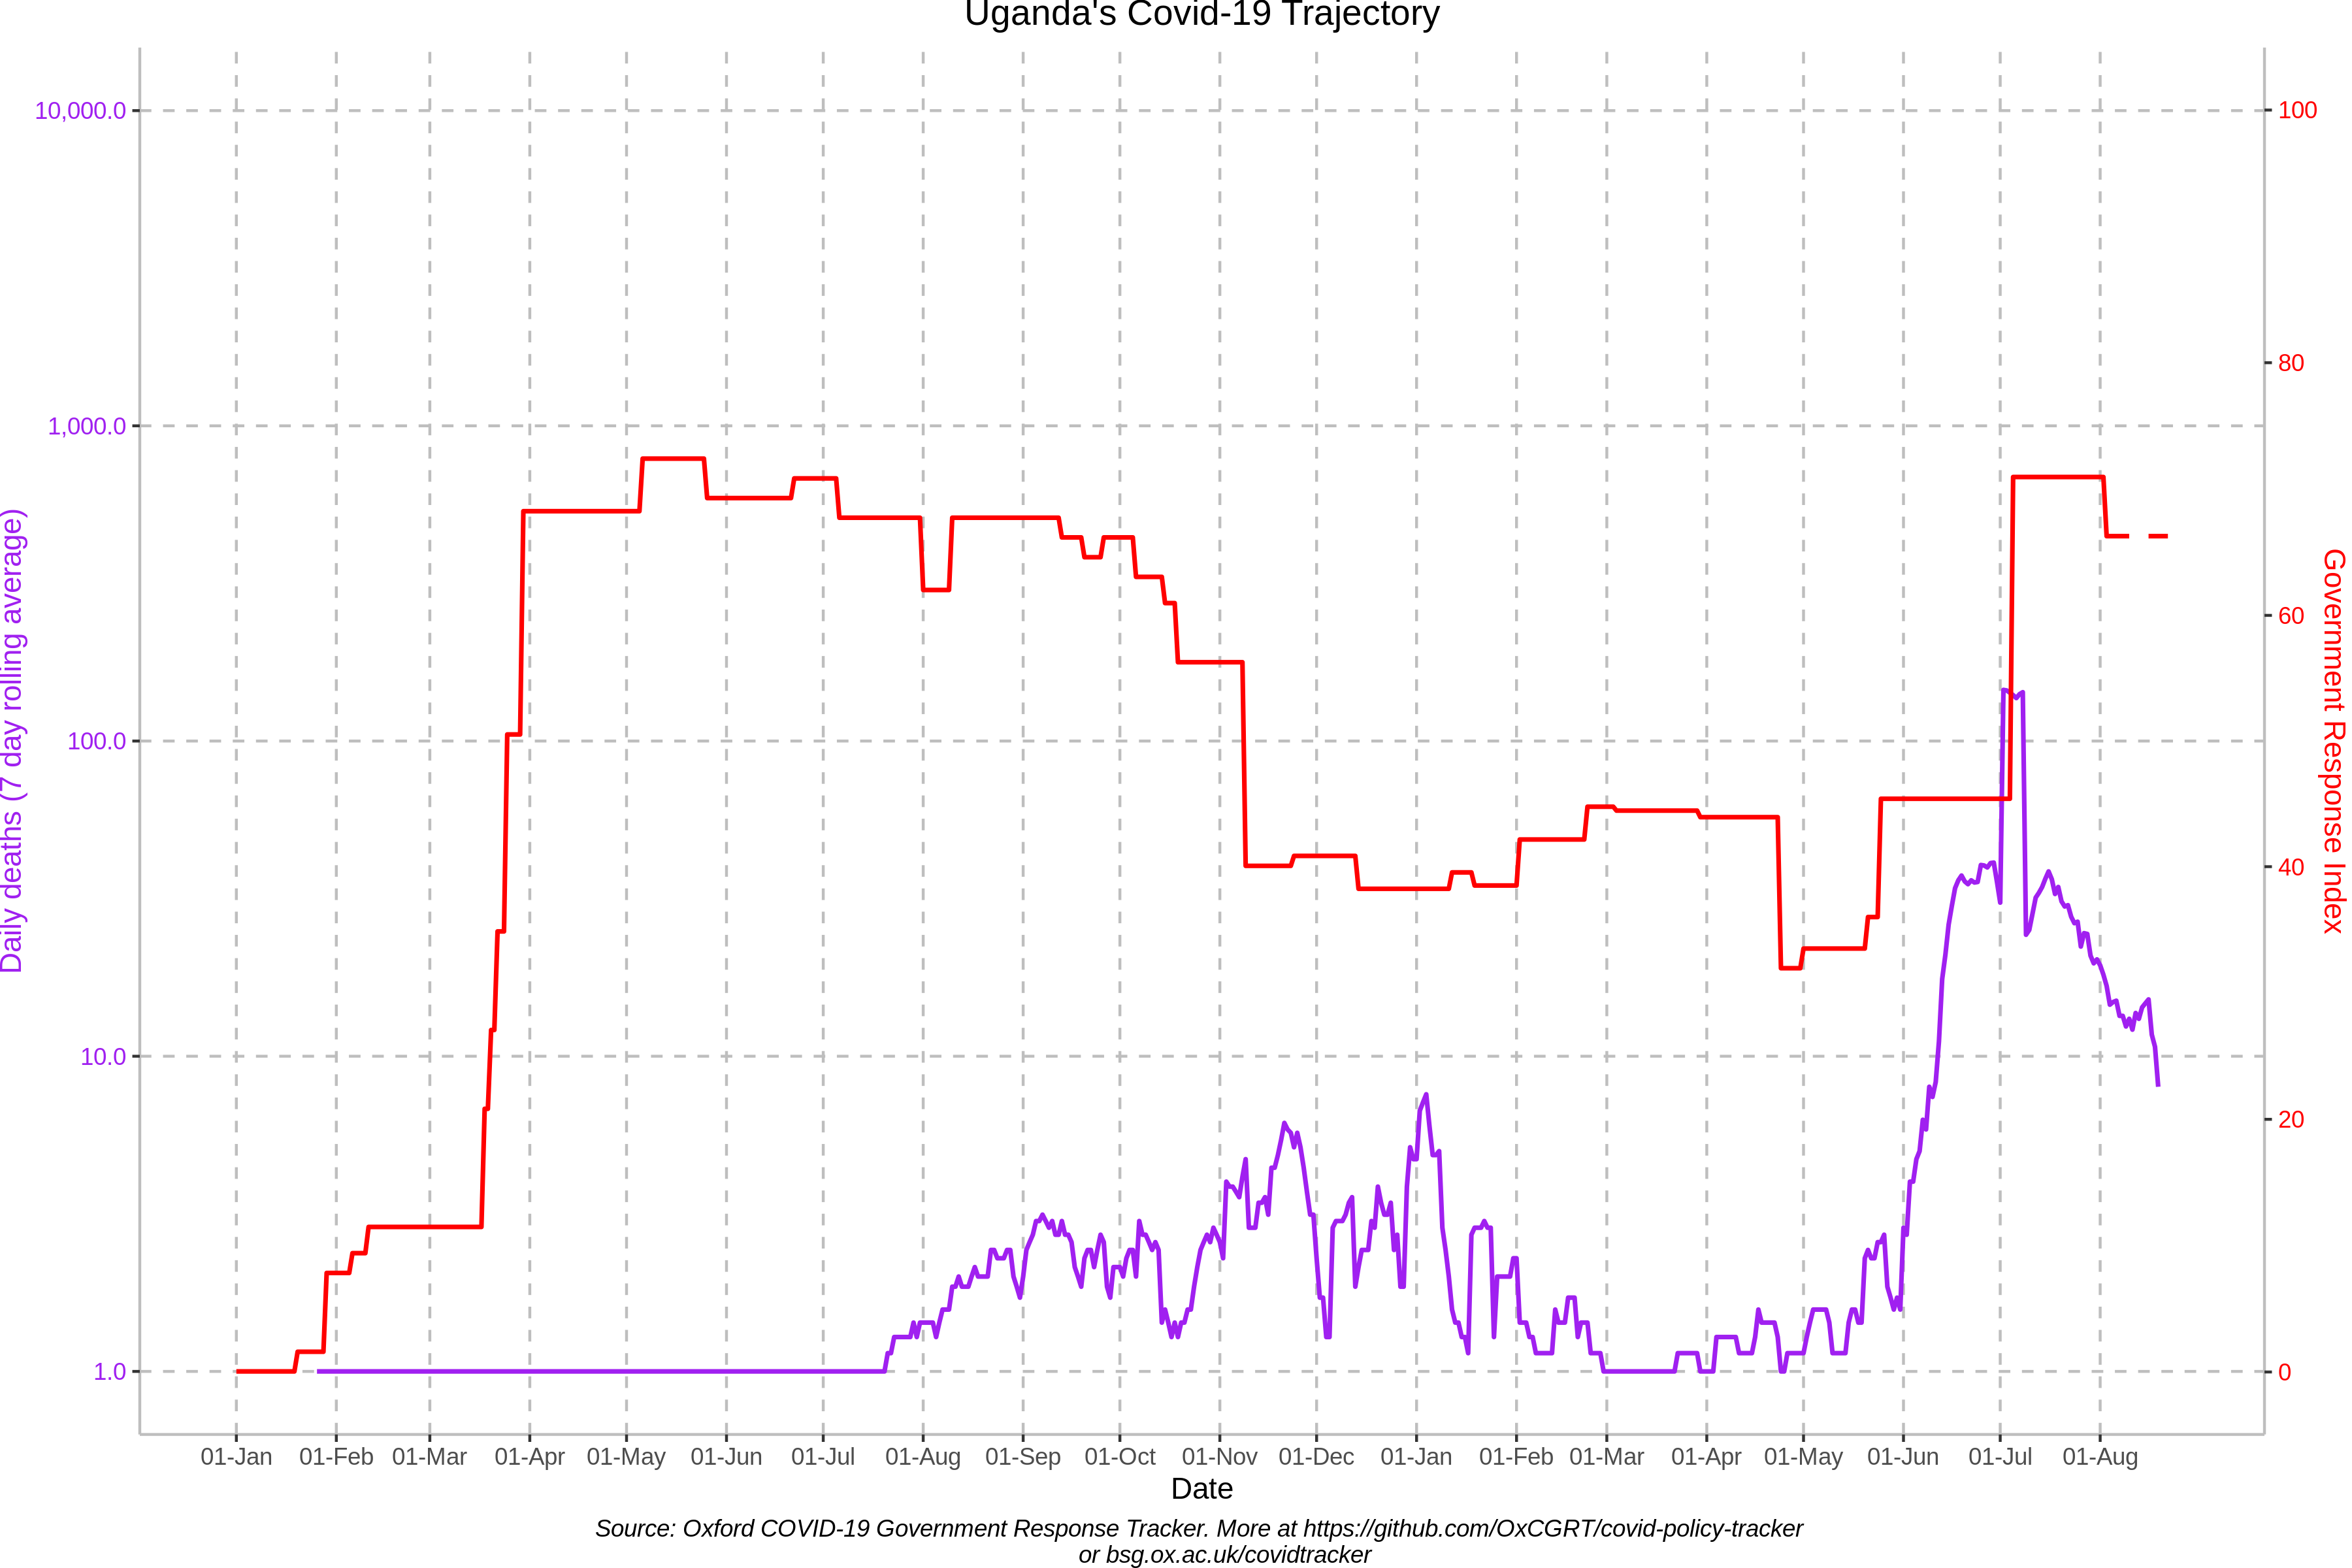 Uganda's Covid-19 Trajectory
10,000.0
1,000.0
100.0
10.0
1.0
Daily deaths (7 day rolling average)
100
80
60
40
20
0
Government Response Index
01-Jan 01-Feb 01-Mar 01-Apr 01-May 01-Jun 01-Jul 01-Aug 01-Sep 01-Oct 01-Nov 01-Dec 01-Jan 01-Feb 01-Mar 01-Apr 01-May 01-Jun 01-Jul 01-Aug
Date
Source: Oxford COVID-19 Government Response Tracker. More at https://github.com/OxCGRT/covid-policy-tracker
or bsg.ox.ac.uk/covidtracker